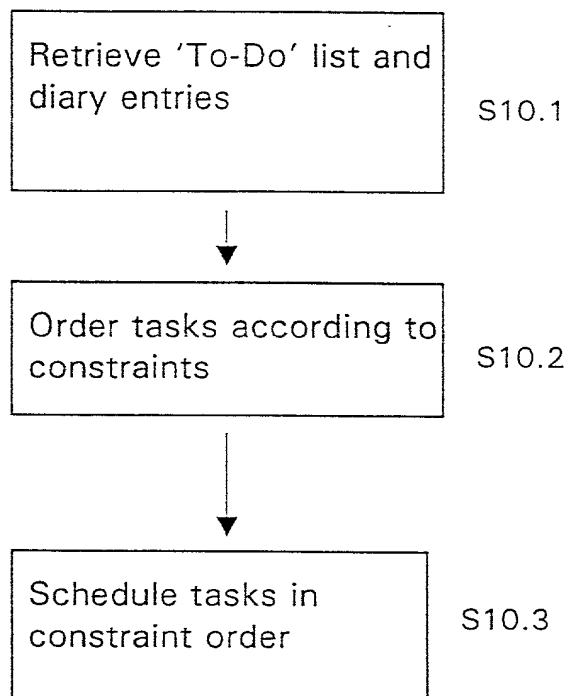 Retrieve 'To-Do' list and
diary entries
S10.1
Order tasks according to
constraints
S10.2
Schedule tasks in
constraint order
S10.3